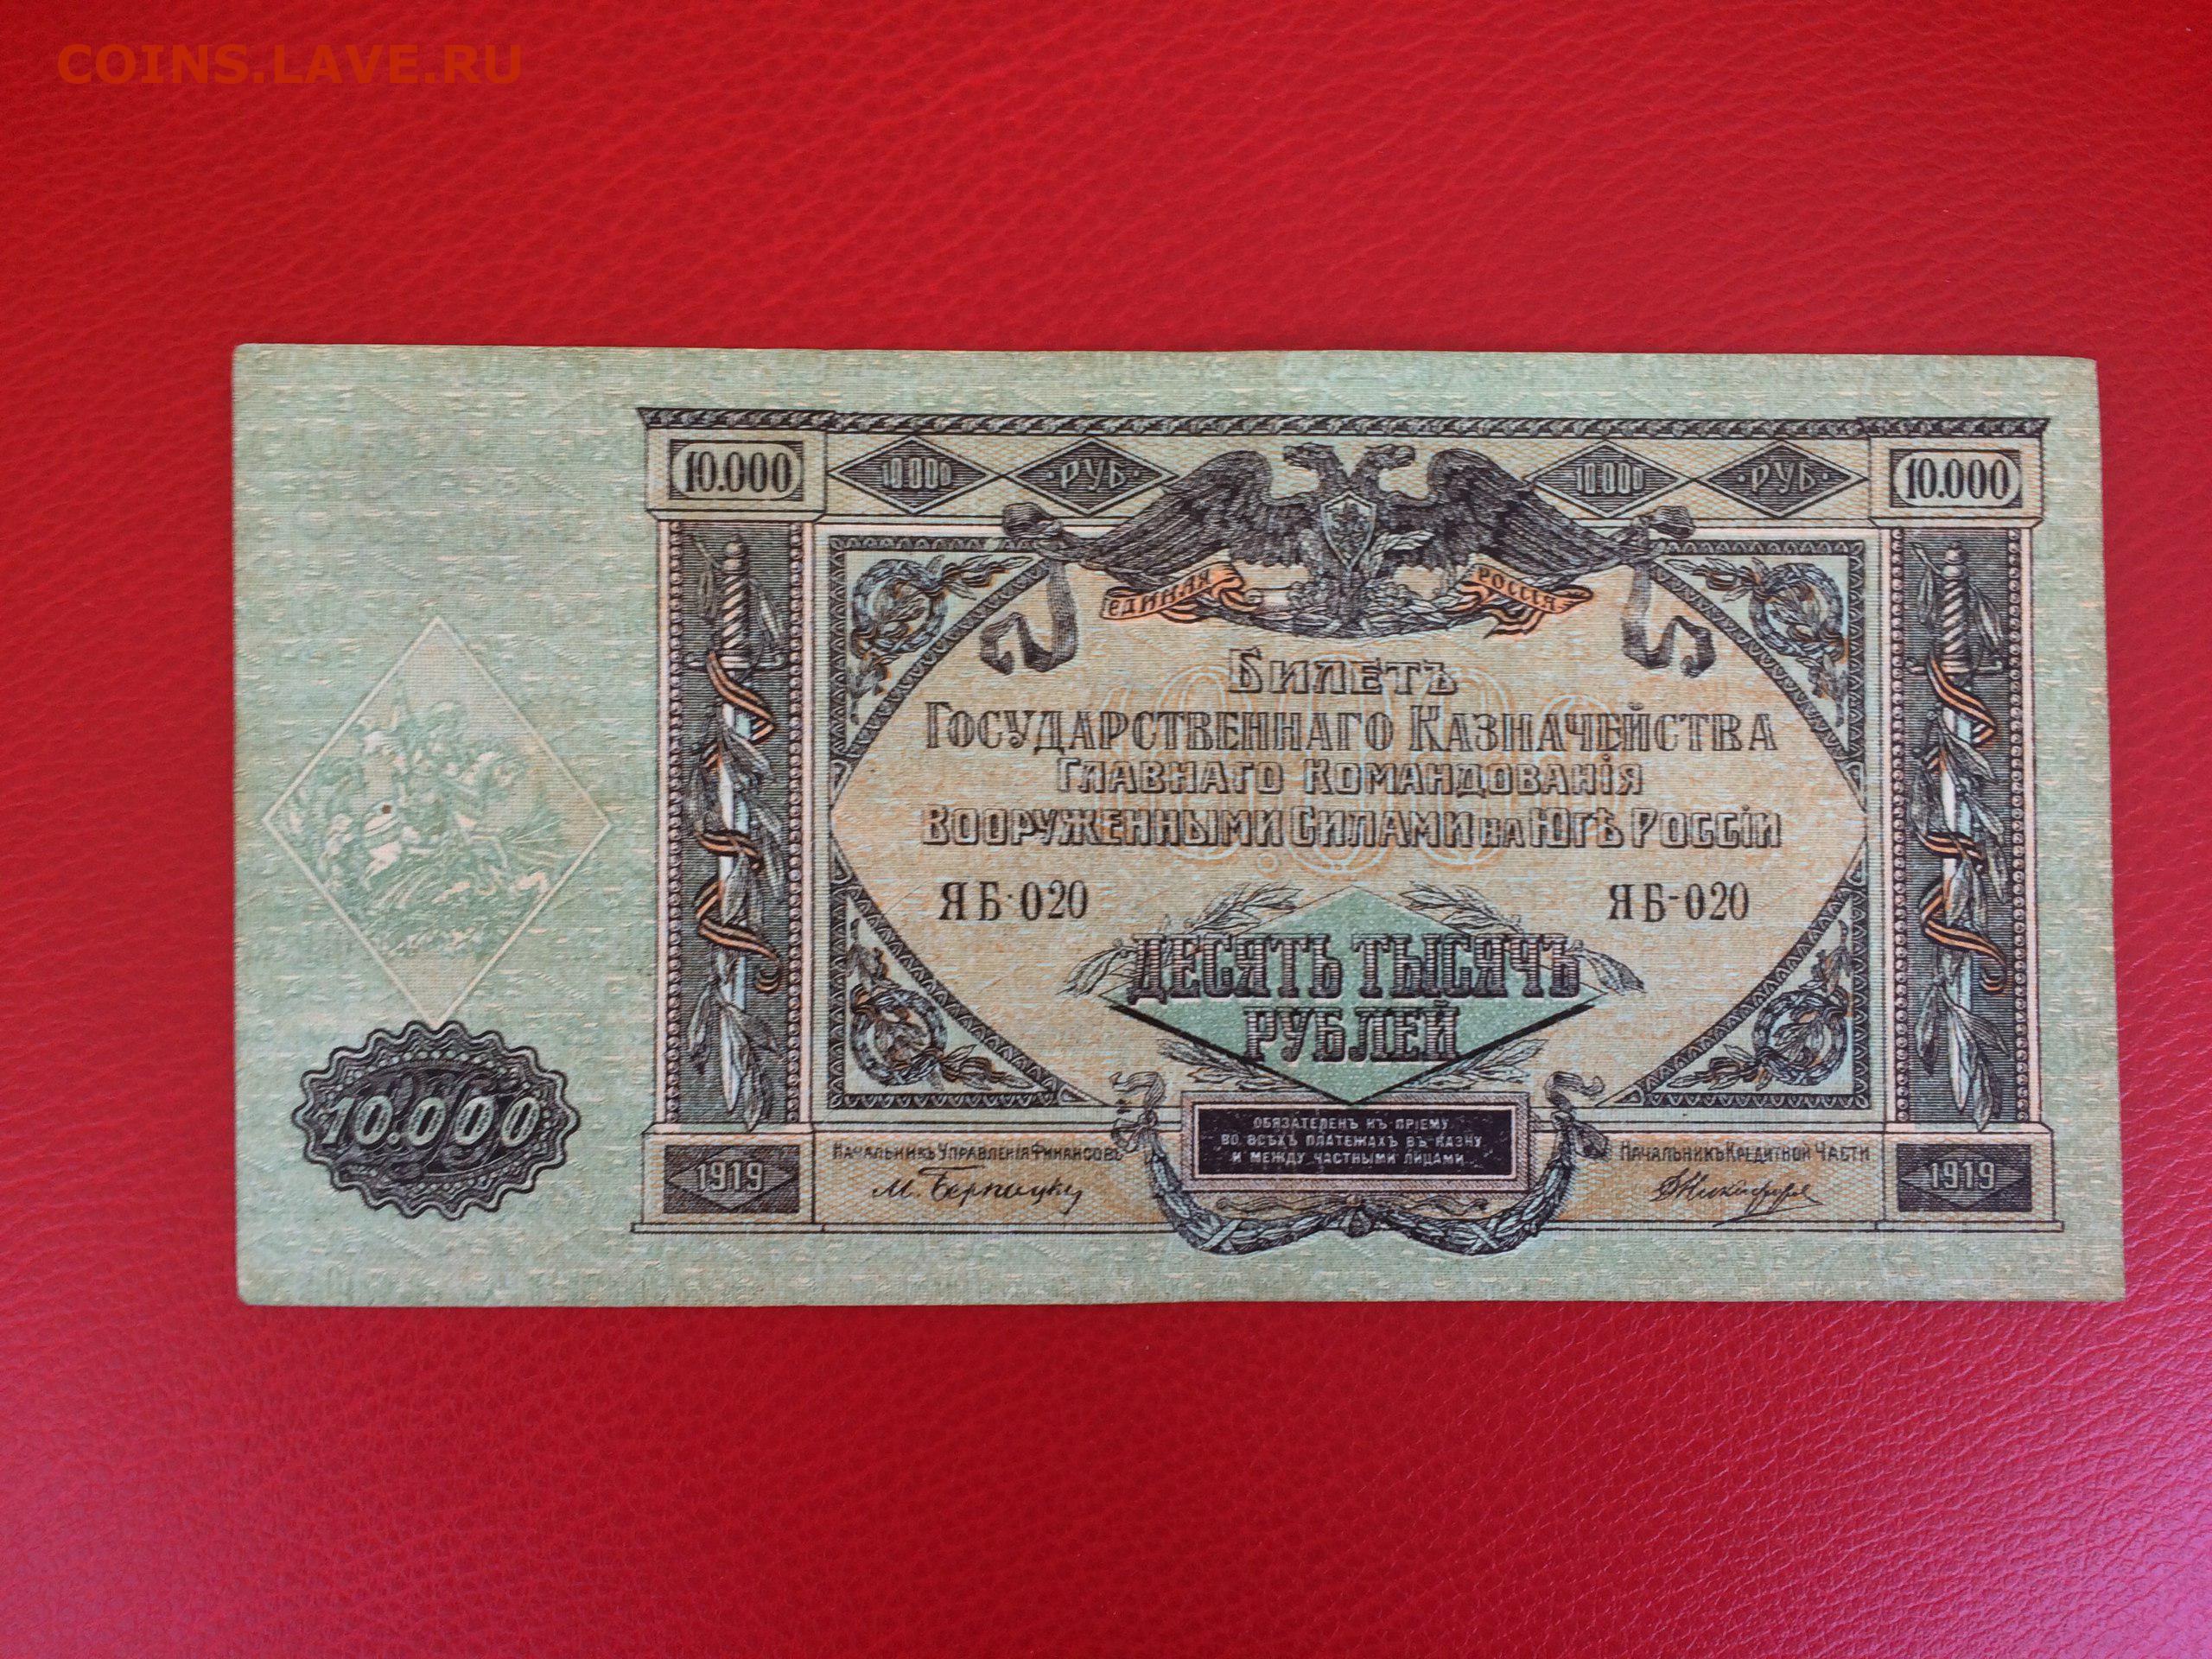 COINS.LAVE.RU
10.000 10000 ·РУБ· 10.000 ·РУБ· 10.000
ЕДИНАЯ РОССІЯ
БИЛЕТЪ
ГОСУДАРСТВЕННАГО КАЗНАЧЕЙСТВА
ГЛАВНАГО КОМАНДОВАНІЯ
ВООРУЖЕННЫМИ СИЛАМИ НА ЮГѢ РОССІИ
ЯБ-020 ЯБ-020
ДЕСЯТЬ ТЫСЯЧЪ
РУБЛЕЙ
10.000
ОБЯЗАТЕЛЕНЪ КЪ ПРІЕМУ
ВО ВСѢХЪ ПЛАТЕЖАХЪ ВЪ КАЗНУ
И МЕЖДУ ЧАСТНЫМИ ЛИЦАМИ
1919 НАЧАЛЬНИКЪ УПРАВЛЕНІЯ ФИНАНСОВЪ НАЧАЛЬНИКЪ КРЕДИТНОЙ ЧАСТИ 1919
М. Бернацкій